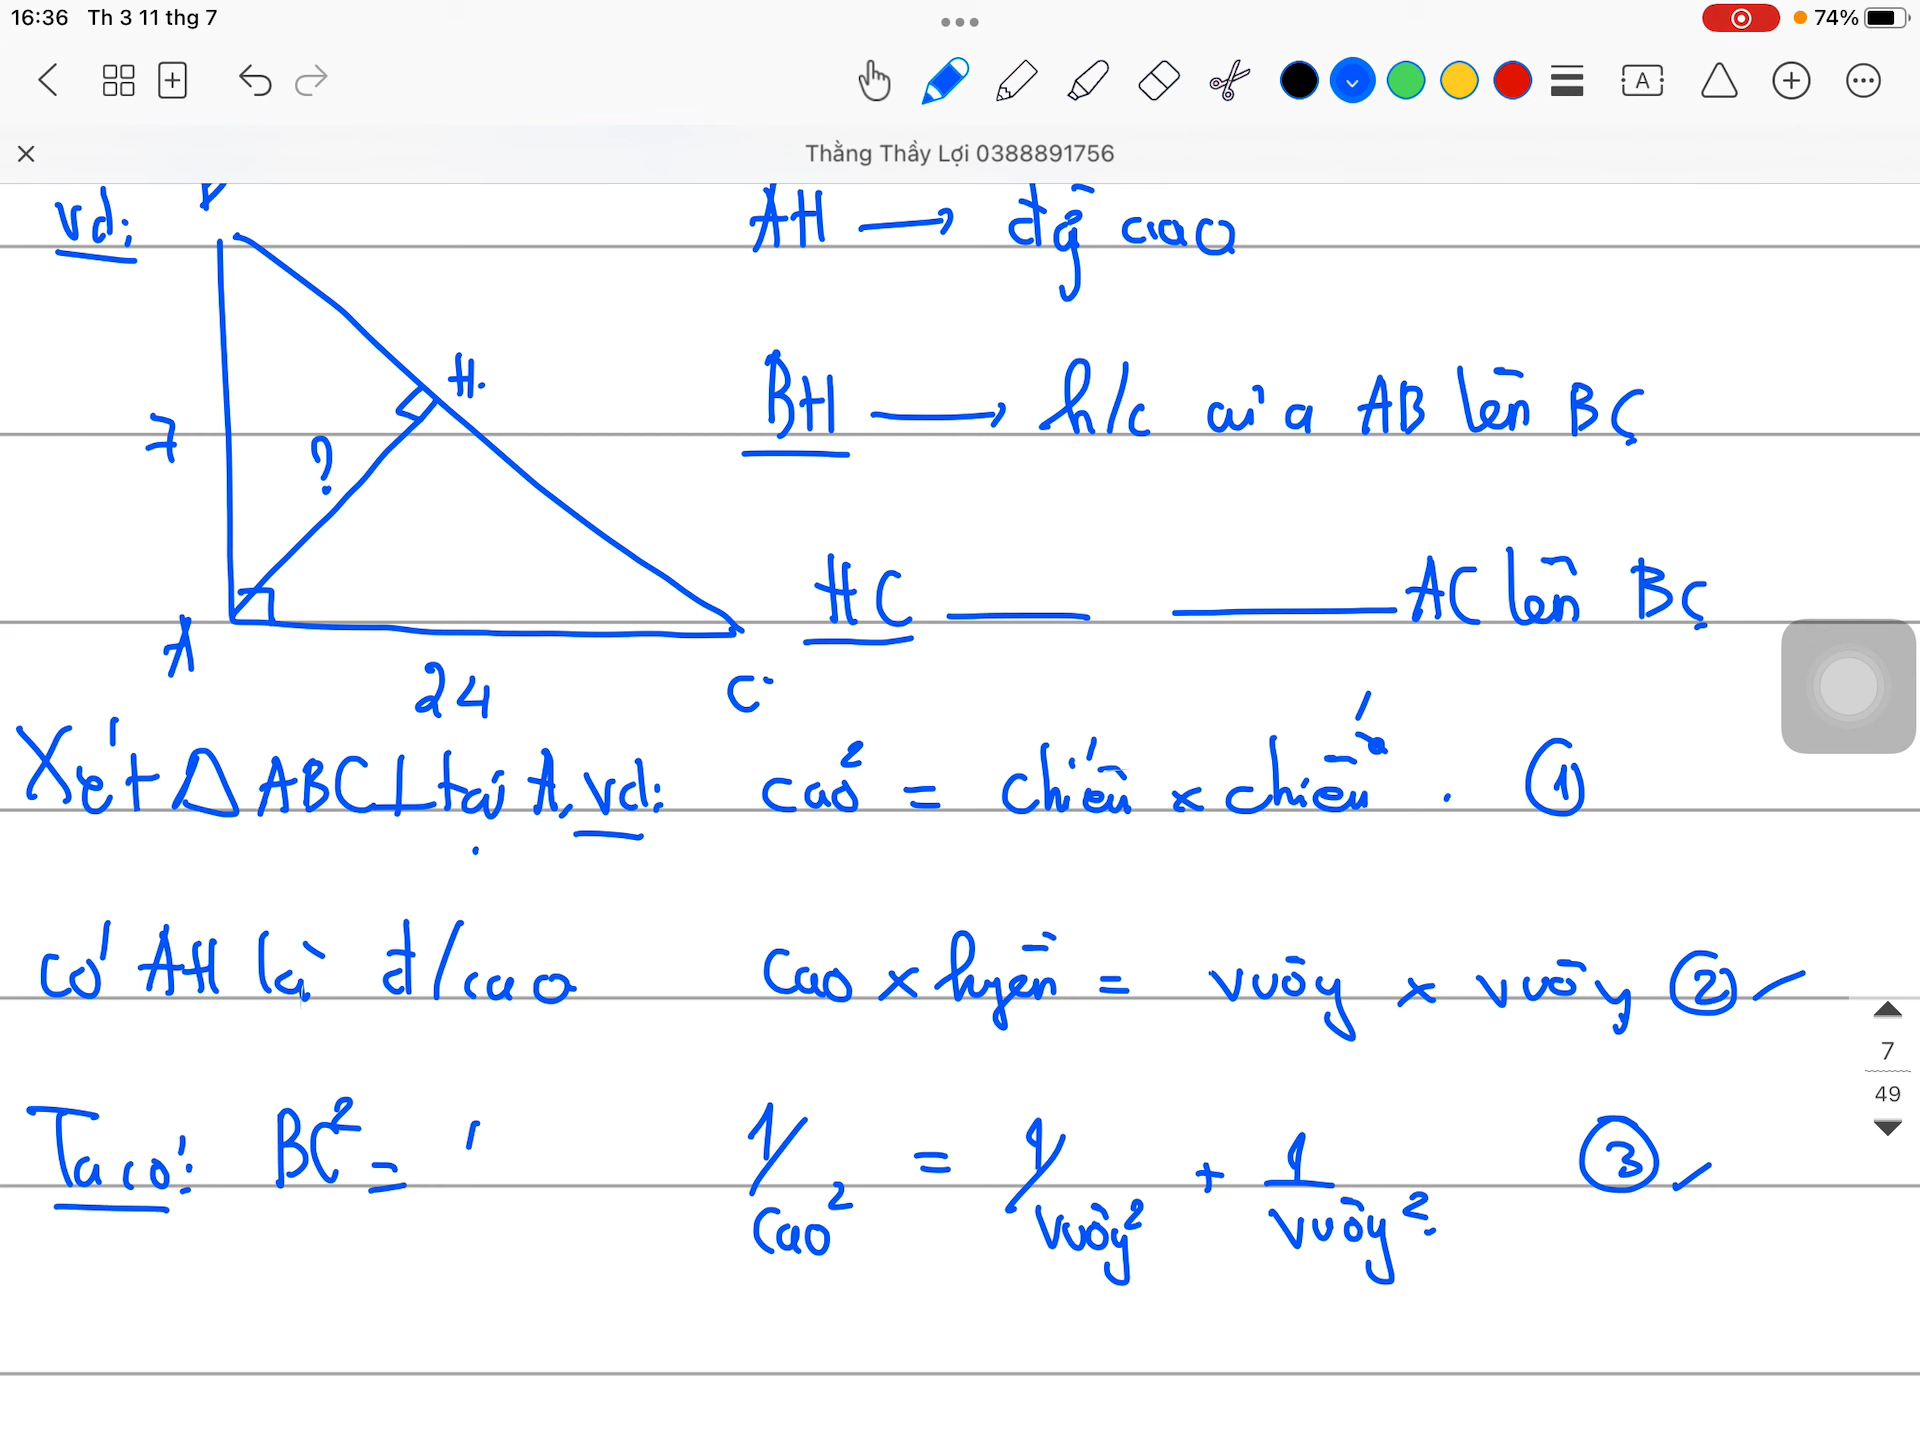 16:36 Th 3 11 thg 7
74%
A
Thằng Thầy Lợi 0388891756
vd:
AH → đg cao
H
BH → h/c của AB lên BC
7
?
HC — — AC lên BC
A
24
C
Xét △ ABC ⊥ tại A, vd: cao² = chiếu × chiếu. ①
có AH là đ/cao
Cao × huyền = vuông × vuông ②
Ta có: BC² =
1/cao² = 1/vuông² + 1/vuông² ③
7
49